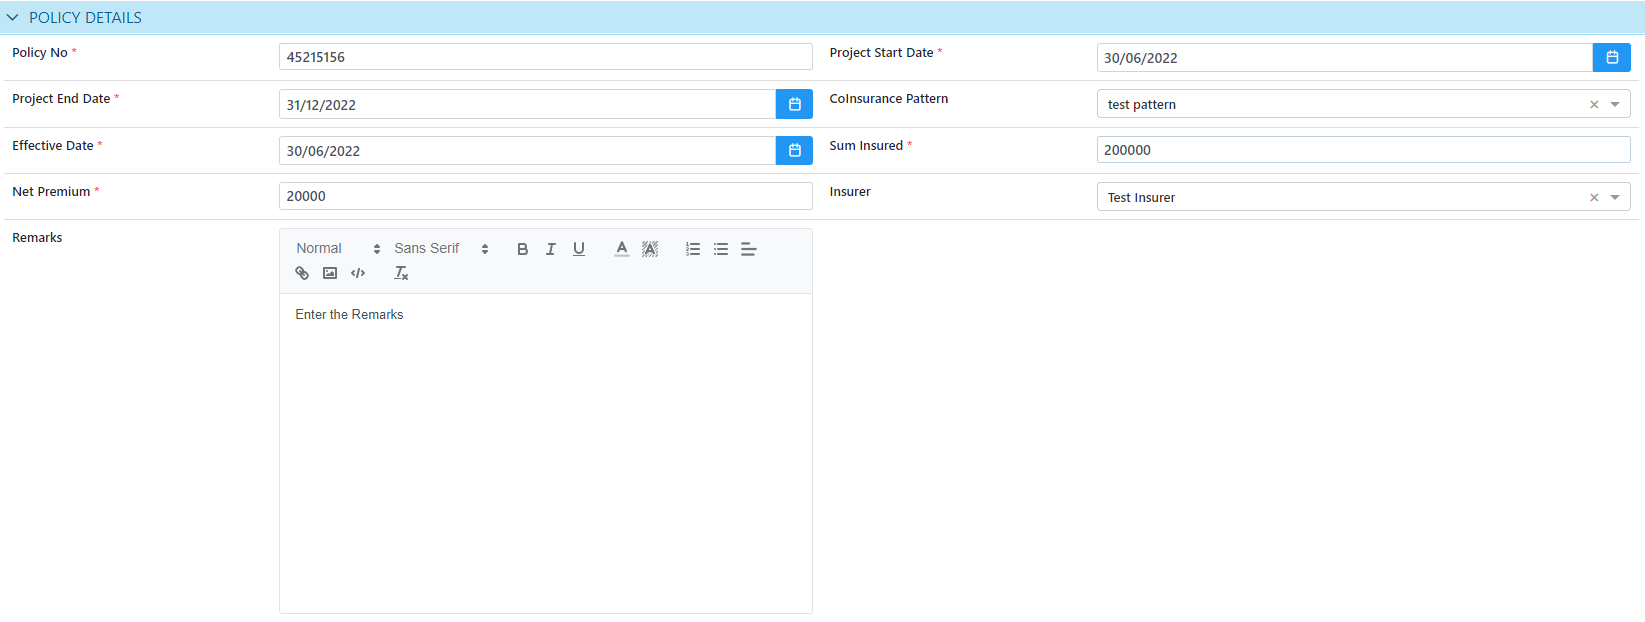 POLICY DETAILS
Policy No * 45215156 Project Start Date * 30/06/2022
Project End Date * 31/12/2022 CoInsurance Pattern test pattern
Effective Date * 30/06/2022 Sum Insured * 200000
Net Premium * 20000 Insurer Test Insurer
Remarks Normal Sans Serif B I U A A
Enter the Remarks